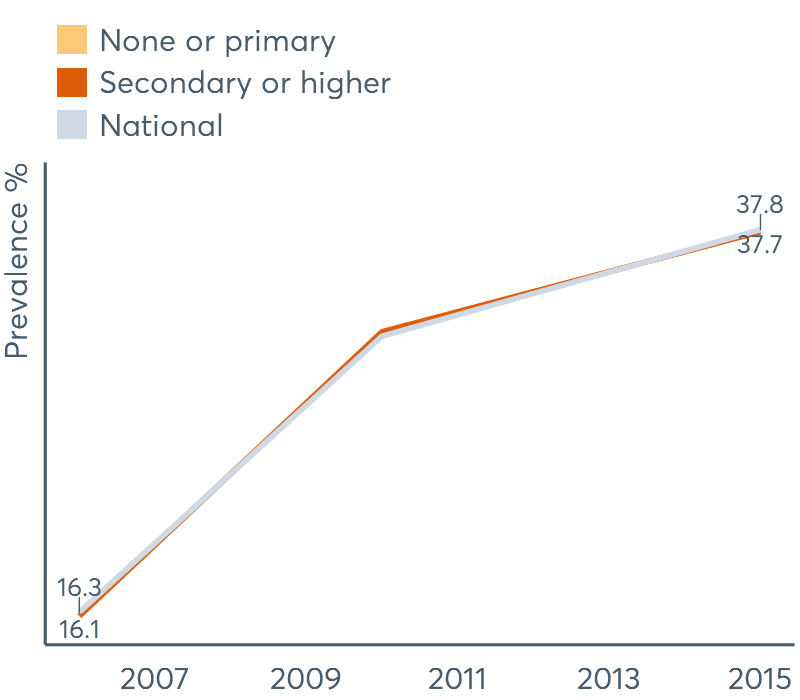 None or primary
Secondary or higher
National
Prevalence %
37.8
37.7
16.3
16.1
2007 2009 2011 2013 2015